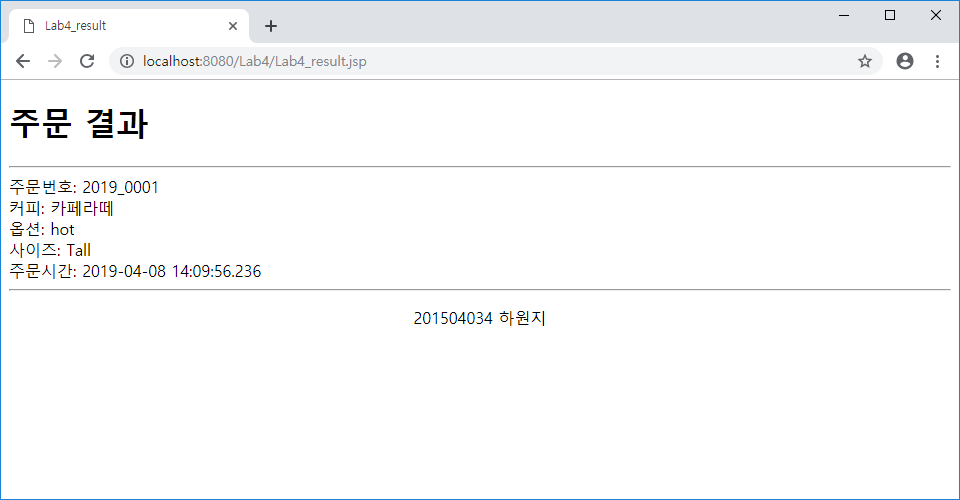 Lab4_result
localhost:8080/Lab4/Lab4_result.jsp
주문 결과
주문번호: 2019_0001
커피: 카페라떼
옵션: hot
사이즈: Tall
주문시간: 2019-04-08 14:09:56.236
201504034 하원지